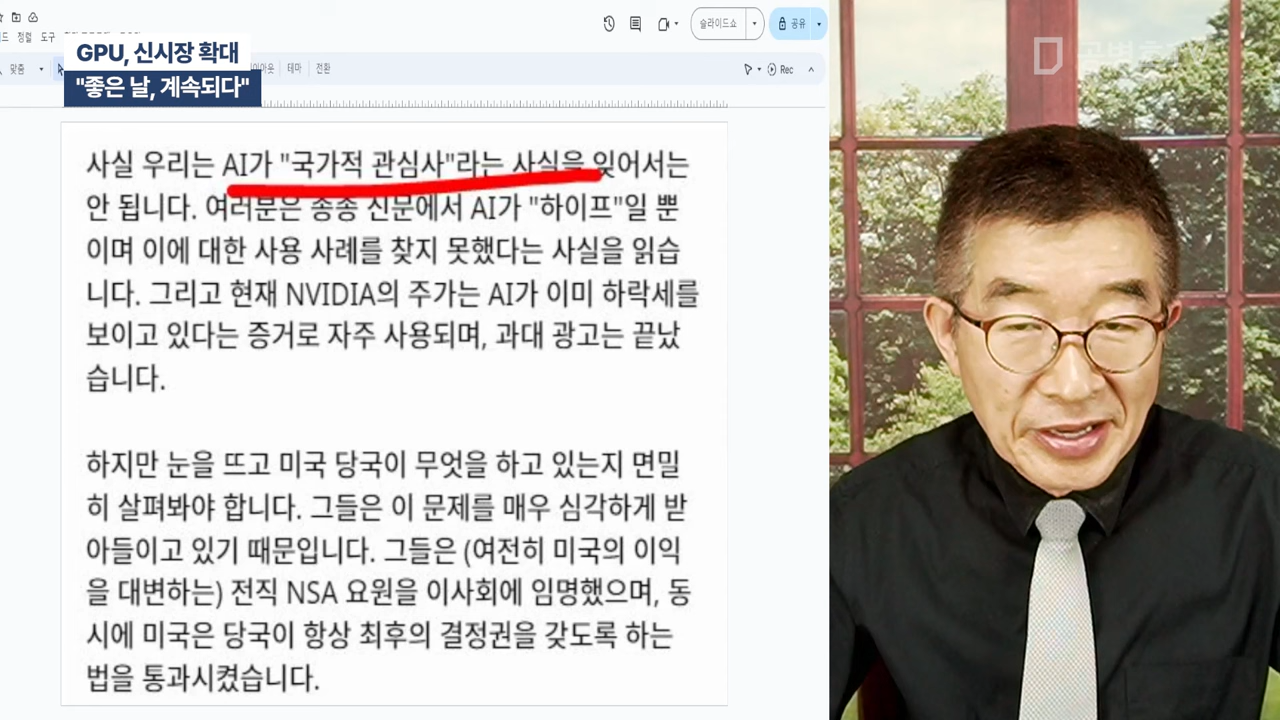 슬라이드쇼
공유
정렬 도구
GPU, 신시장 확대
"좋은 날, 계속되다"
맞춤
테마
전환
Rec
공병호TV
사실 우리는 AI가 "국가적 관심사"라는 사실을 잊어서는
안 됩니다. 여러분은 종종 신문에서 AI가 "하이프"일 뿐
이며 이에 대한 사용 사례를 찾지 못했다는 사실을 읽습
니다. 그리고 현재 NVIDIA의 주가는 AI가 이미 하락세를
보이고 있다는 증거로 자주 사용되며, 과대 광고는 끝났
습니다.
하지만 눈을 뜨고 미국 당국이 무엇을 하고 있는지 면밀
히 살펴봐야 합니다. 그들은 이 문제를 매우 심각하게 받
아들이고 있기 때문입니다. 그들은 (여전히 미국의 이익
을 대변하는) 전직 NSA 요원을 이사회에 임명했으며, 동
시에 미국은 당국이 항상 최후의 결정권을 갖도록 하는
법을 통과시켰습니다.